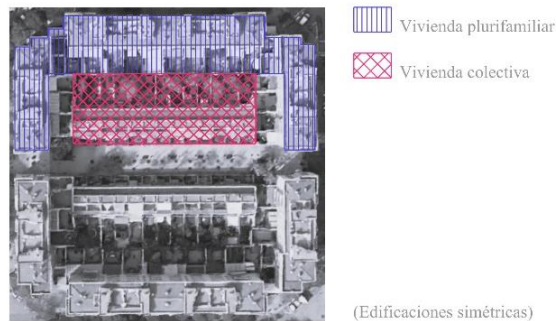 Vivienda plurifamiliar
Vivienda colectiva
(Edificaciones simétricas)